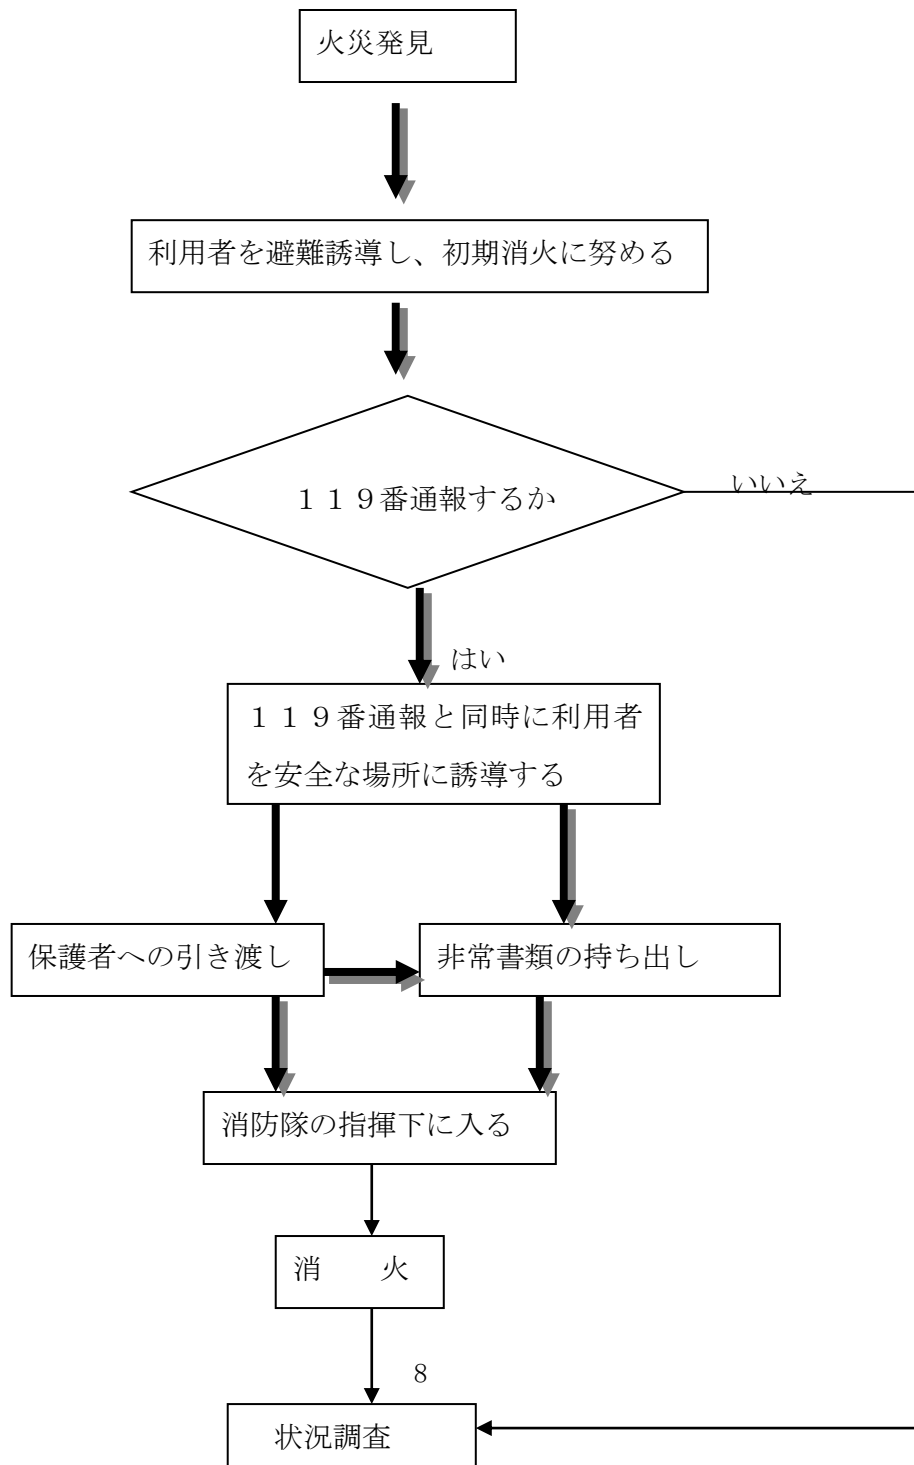 火災発見
利用者を避難誘導し、初期消火に努める
１１９番通報するか
いいえ
はい
１１９番通報と同時に利用者
を安全な場所に誘導する
保護者への引き渡し
非常書類の持ち出し
消防隊の指揮下に入る
消　　火
8
状況調査